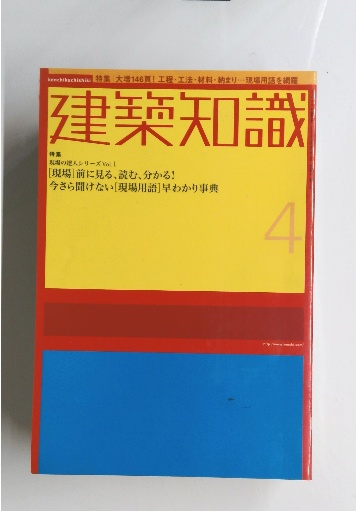 kenchikuchishiki
特集 大増146頁! 工程・工法・材料・納まり…現場用語を網羅
建築知識
特集
現場の達人シリーズ Vol.1
[現場]前に見る、読む、分かる!
今さら聞けない[現場用語]早わかり事典
4